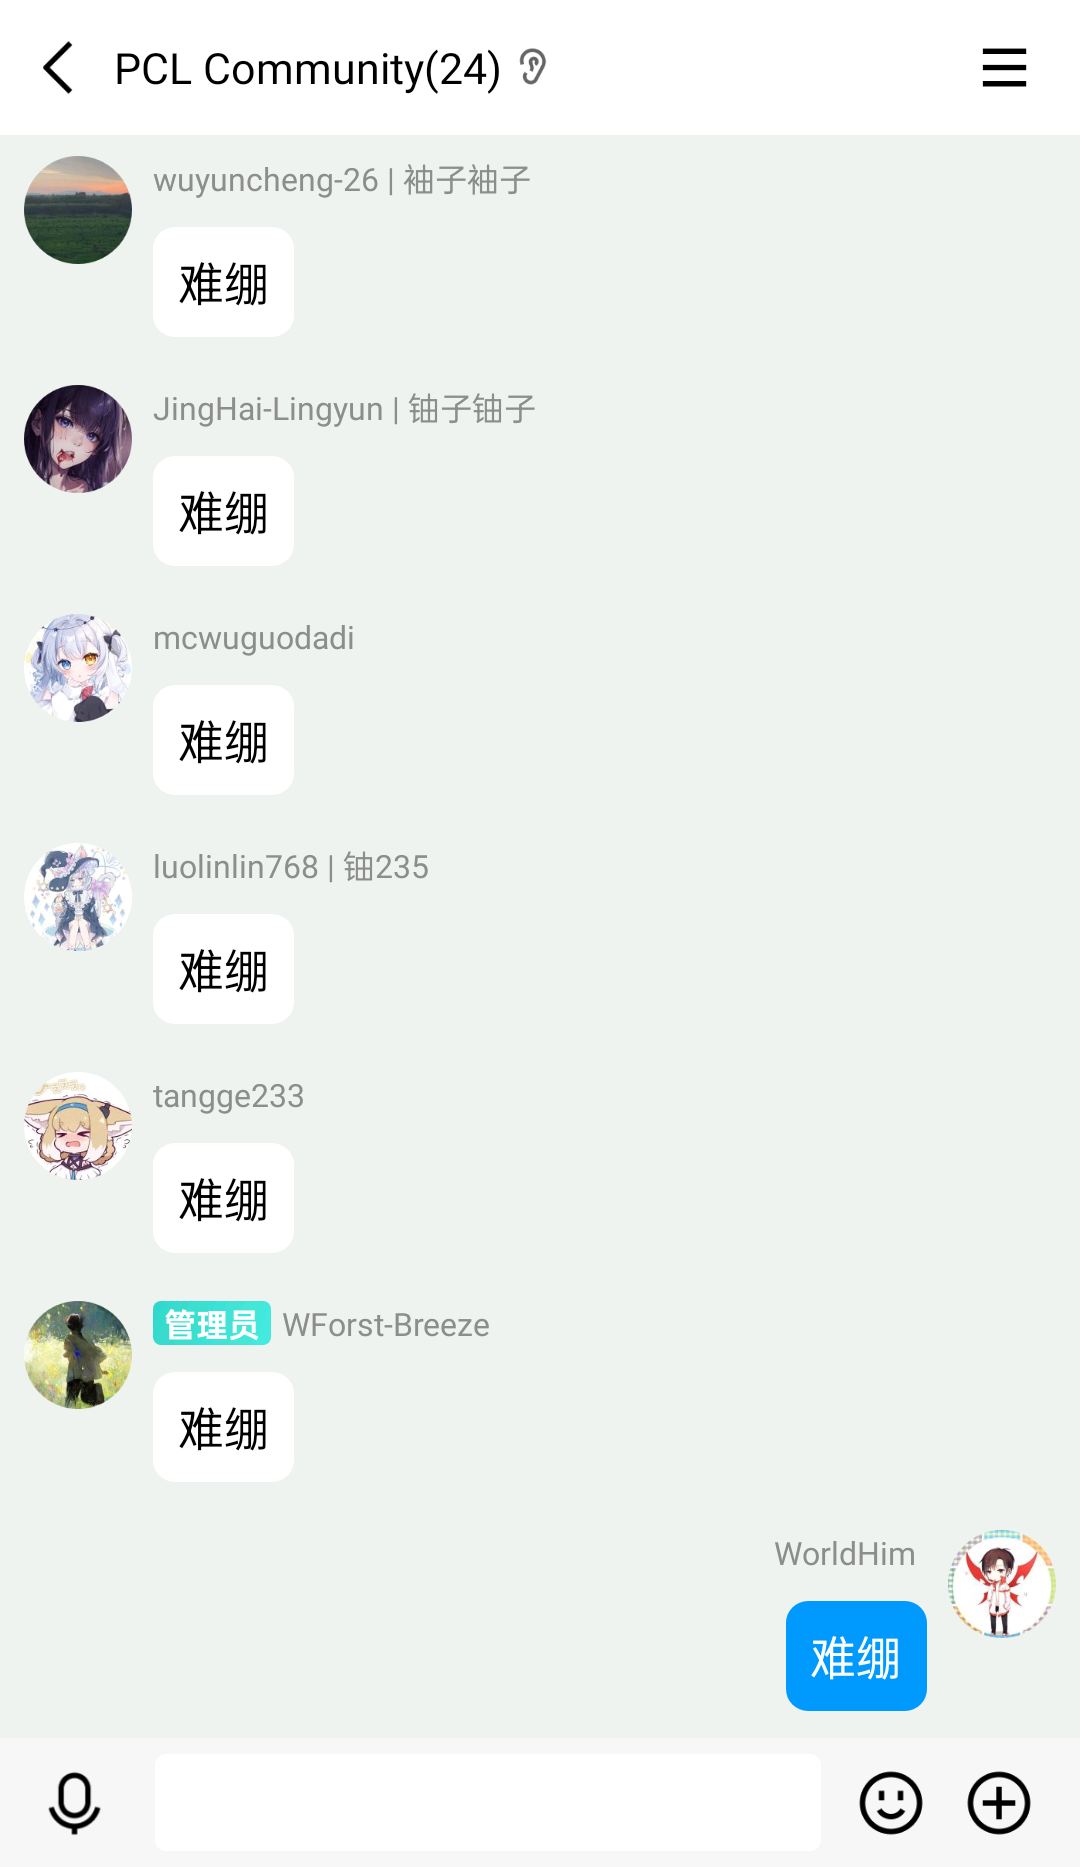 PCL Community(24)
wuyuncheng-26 | 袖子袖子
难绷
JingHai-Lingyun | 铀子铀子
难绷
mcwuguodadi
难绷
luolinlin768 | 铀235
难绷
tangge233
难绷
管理员 WForst-Breeze
难绷
WorldHim
难绷